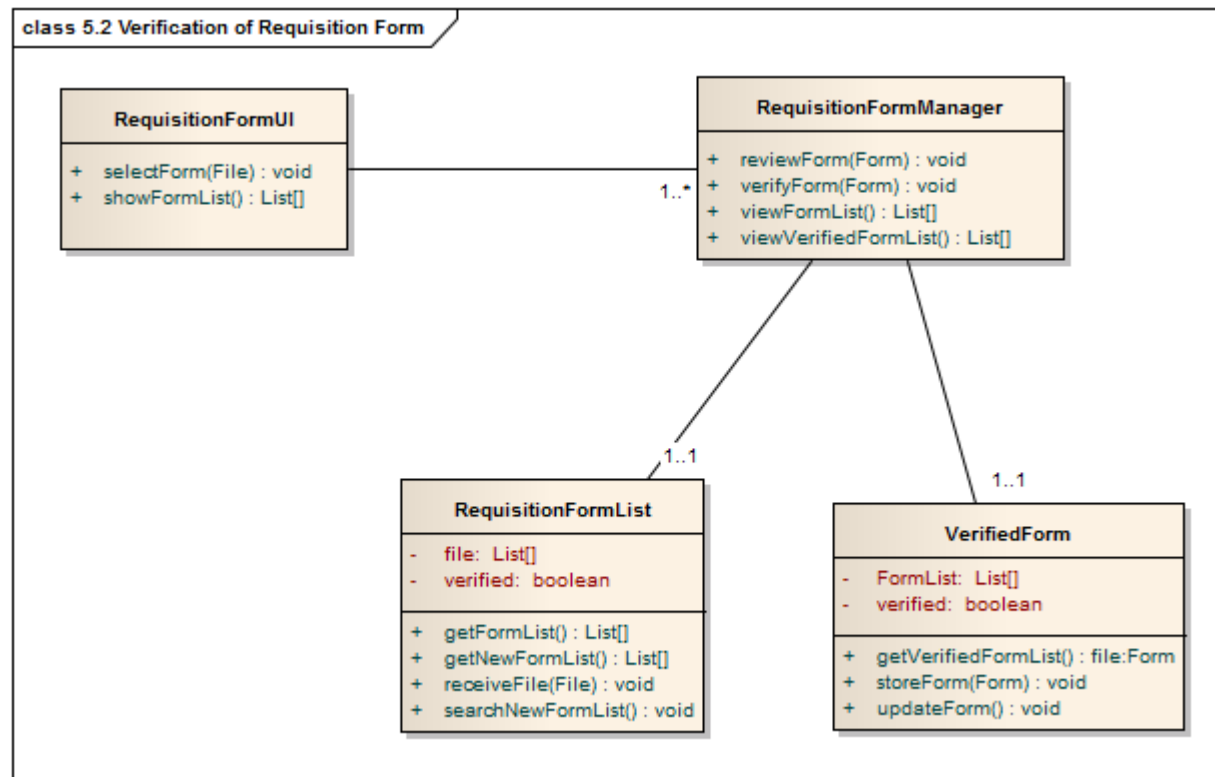 class 5.2 Verification of Requisition Form
RequisitionFormUI
+ selectForm(File) : void
+ showFormList() : List[]
RequisitionFormManager
+ reviewForm(Form) : void
+ verifyForm(Form) : void
+ viewFormList() : List[]
+ viewVerifiedFormList() : List[]
1..*
1..1
1..1
RequisitionFormList
- file: List[]
- verified: boolean
+ getFormList() : List[]
+ getNewFormList() : List[]
+ receiveFile(File) : void
+ searchNewFormList() : void
VerifiedForm
- FormList: List[]
- verified: boolean
+ getVerifiedFormList() : file:Form
+ storeForm(Form) : void
+ updateForm() : void